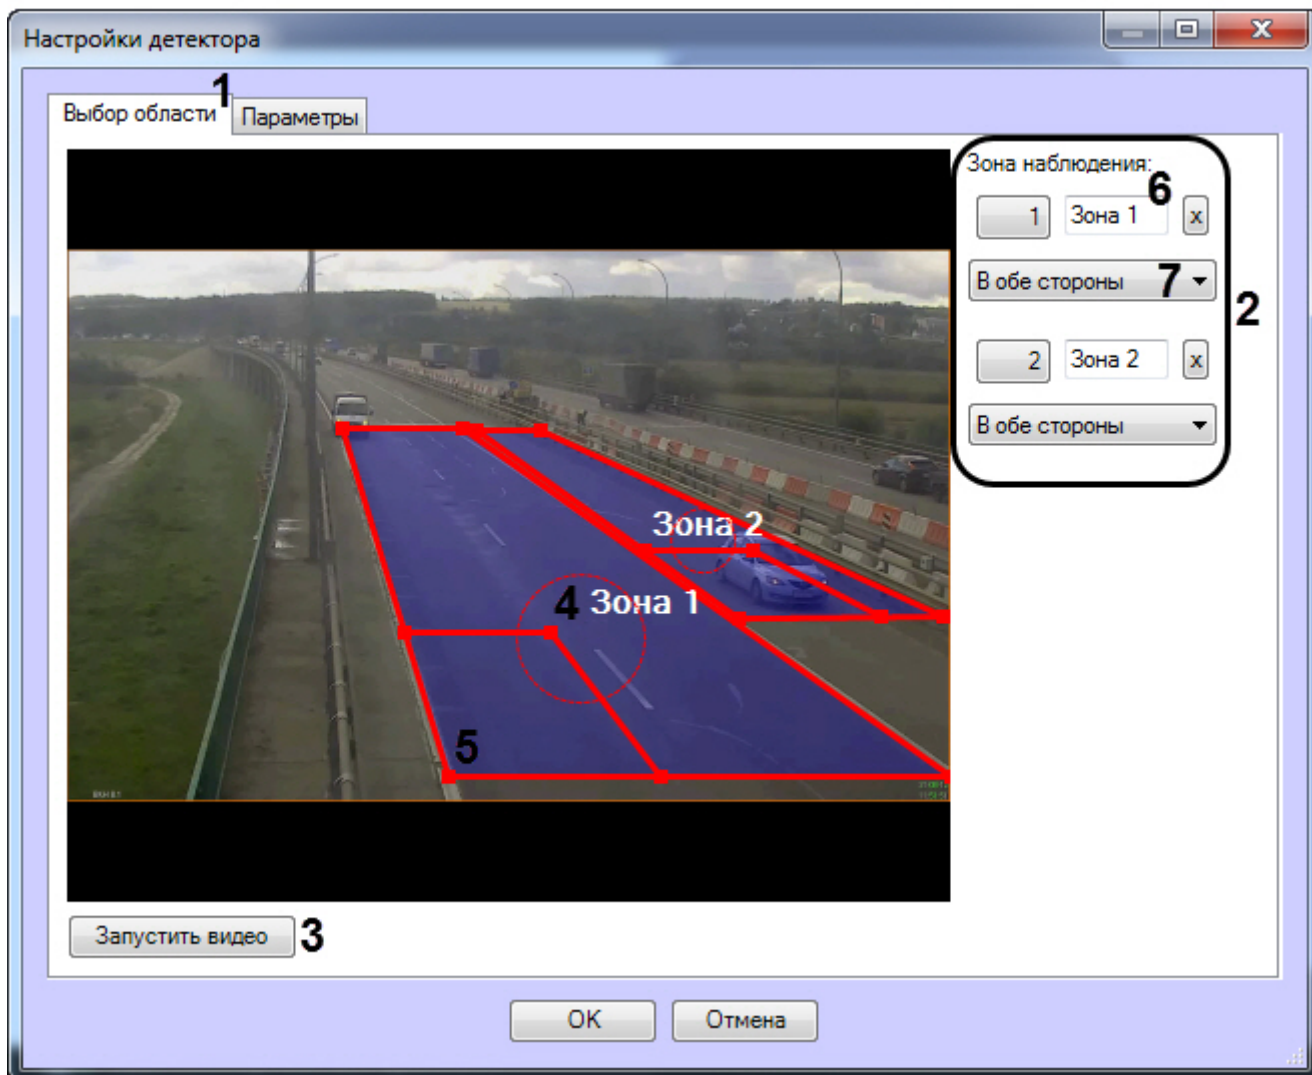 Настройки детектора
1
Выбор области
Параметры
Зона наблюдения:
6
1
Зона 1
x
В обе стороны
7
2
2
Зона 2
x
В обе стороны
Зона 2
4
Зона 1
5
Запустить видео
3
OK
Отмена